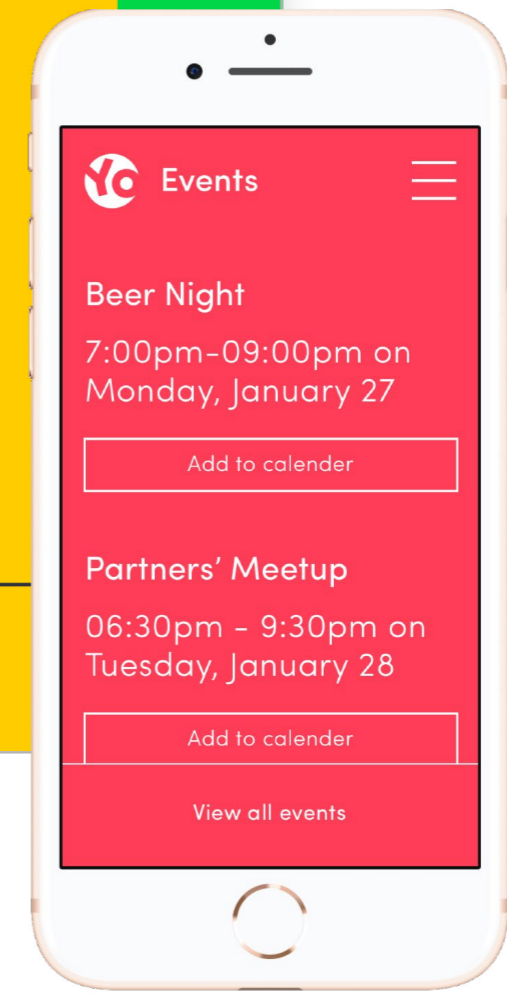 Yo Events
Beer Night
7:00pm-09:00pm on
Monday, January 27
Add to calender
Partners’ Meetup
06:30pm - 9:30pm on
Tuesday, January 28
Add to calender
View all events